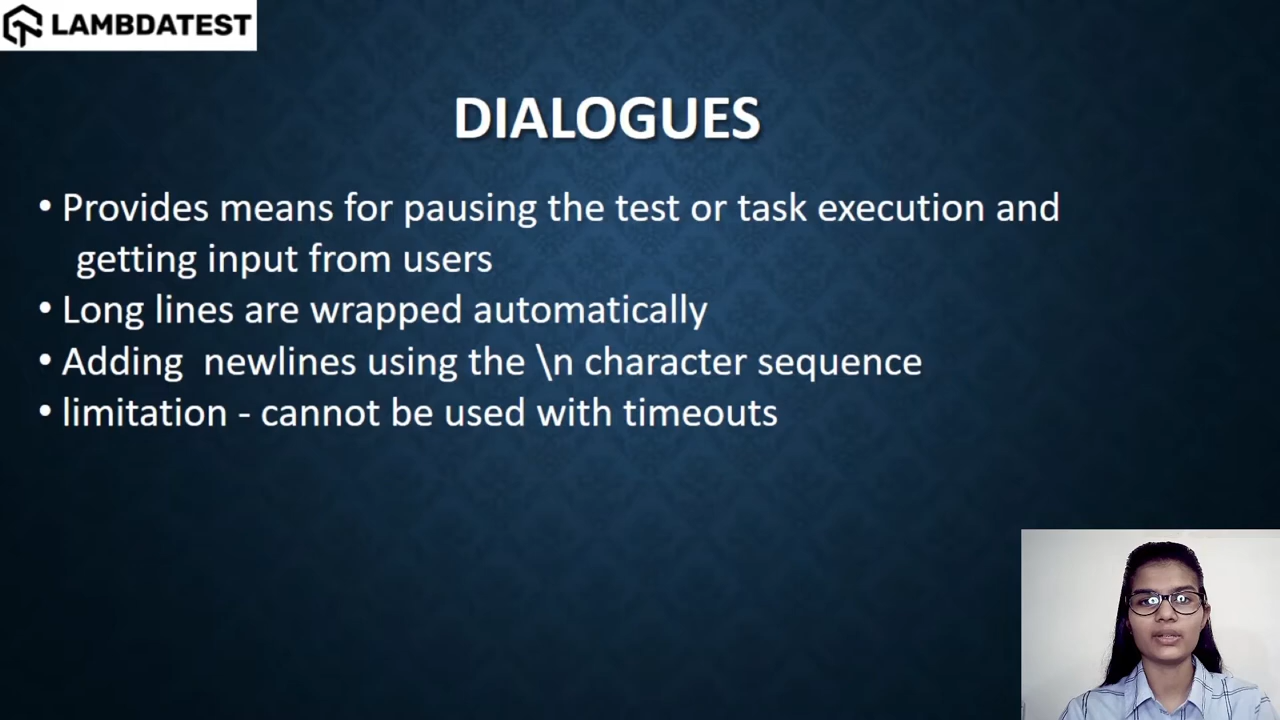 LAMBDATEST
DIALOGUES
• Provides means for pausing the test or task execution and
getting input from users
• Long lines are wrapped automatically
• Adding  newlines using the \n character sequence
• limitation - cannot be used with timeouts